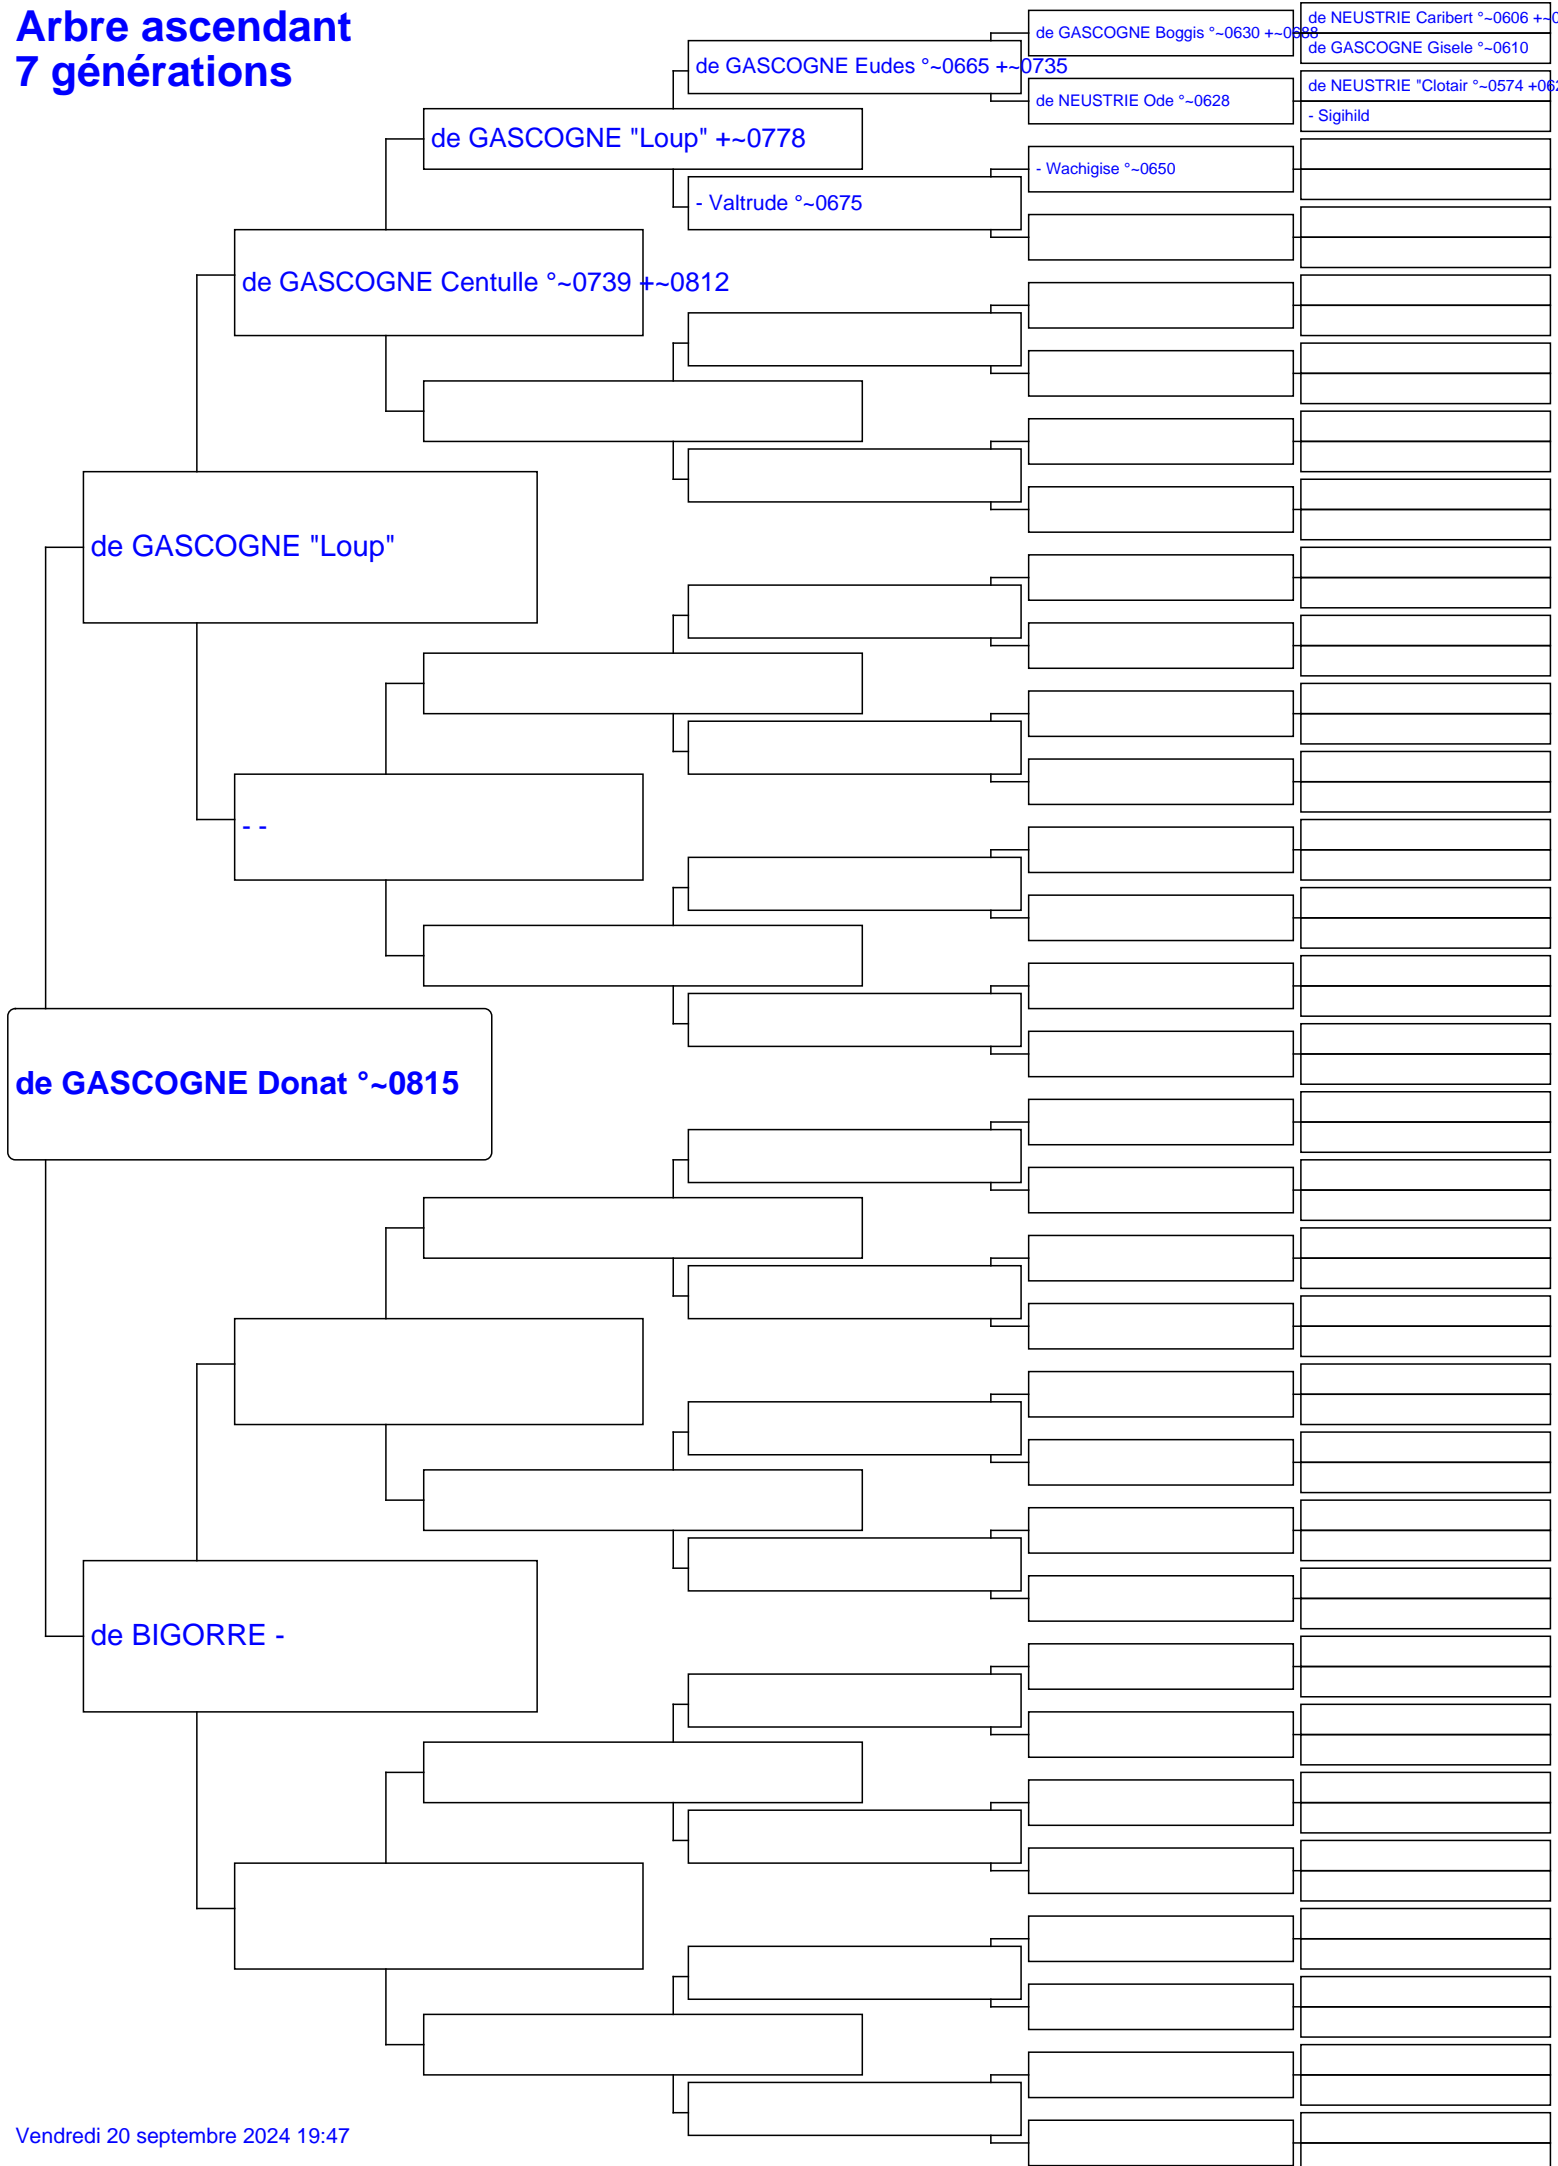 Arbre ascendant
7 générations
de GASCOGNE Donat °~0815
de GASCOGNE "Loup"
de BIGORRE -
de GASCOGNE Centulle °~0739 +~0812
- -
de GASCOGNE "Loup" +~0778
de GASCOGNE Eudes °~0665 +~0735
- Valtrude °~0675
de GASCOGNE Boggis °~0630 +~0688
de NEUSTRIE Ode °~0628
- Wachigise °~0650
de NEUSTRIE Caribert °~0606 +~0
de GASCOGNE Gisele °~0610
de NEUSTRIE "Clotair °~0574 +062
- Sigihild
Vendredi 20 septembre 2024 19:47